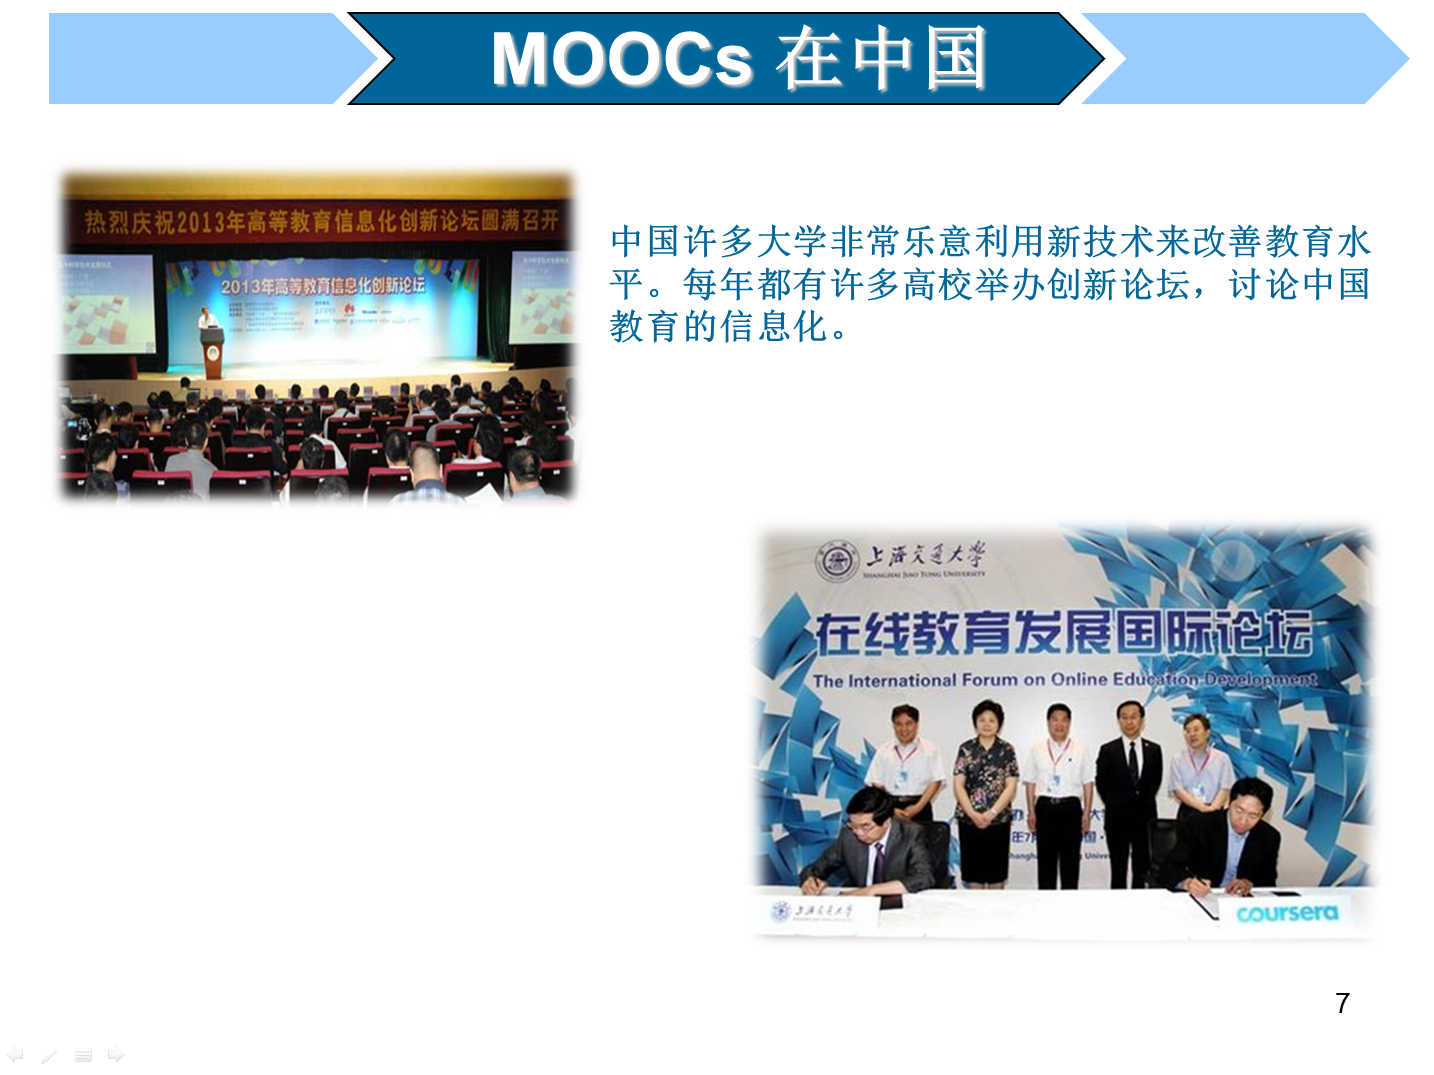 MOOCs 在中国
热烈庆祝2013年高等教育信息化创新论坛圆满召开
2013年高等教育信息化创新论坛
中国许多大学非常乐意利用新技术来改善教育水
平。每年都有许多高校举办创新论坛，讨论中国
教育的信息化。
上海交通大学
SHANGHAI JIAO TONG UNIVERSITY
在线教育发展国际论坛
The International Forum on Online Education Development
上海交通大学
coursera
7